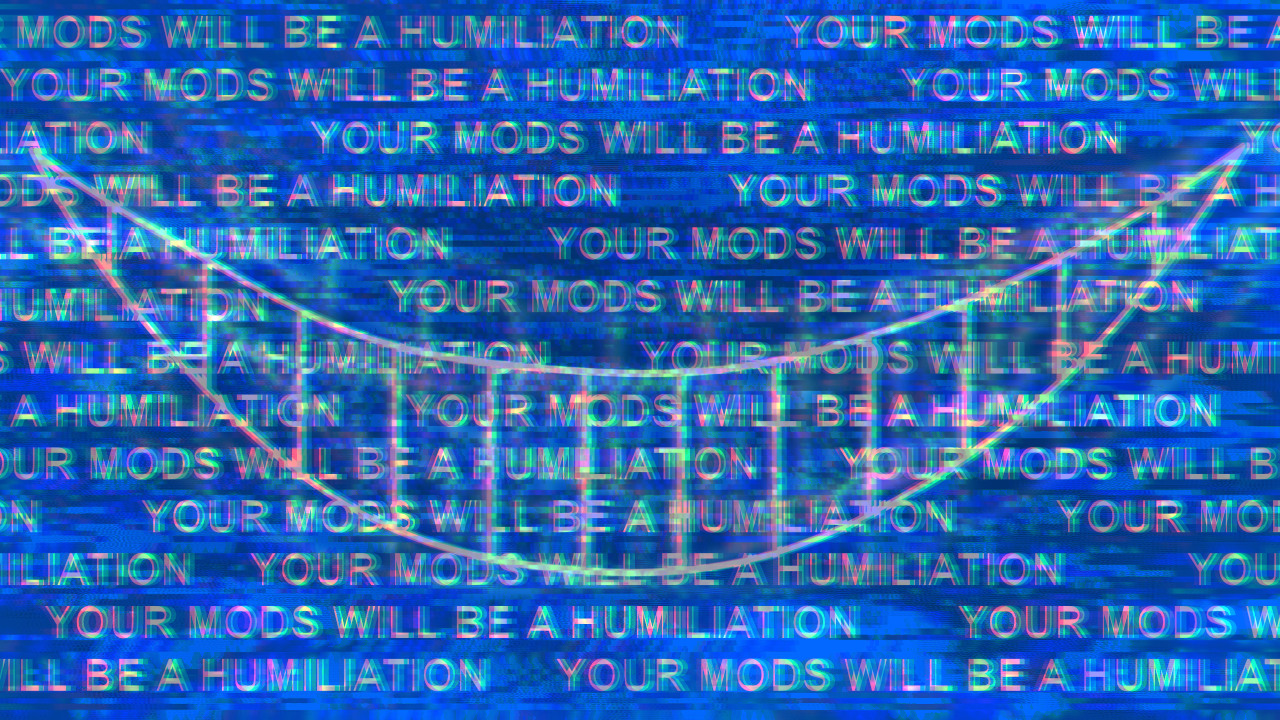 MODS WILL BE A HUMILIATION YOUR MODS WILL BE A
YOUR MODS WILL BE A HUMILIATION YOUR MODS WILL
IATION YOUR MODS WILL BE A HUMILIATION YO
ODS WILL BE A HUMILIATION YOUR MODS WILL BE A H
L BE A HUMILIATION YOUR MODS WILL BE A HUMILIAT
UMILIATION YOUR MODS WILL BE A HUMILIATION
S WILL BE A HUMILIATION YOUR MODS WILL BE A HUMI
A HUMILIATION YOUR MODS WILL BE A HUMILIATION
OUR MODS WILL BE A HUMILIATION YOUR MODS WILL B
ON YOUR MODS WILL BE A HUMILIATION YOUR MOD
ILIATION YOUR MODS WILL BE A HUMILIATION YOU
YOUR MODS WILL BE A HUMILIATION YOUR MODS W
ILL BE A HUMILIATION YOUR MODS WILL BE A HUMILIAT